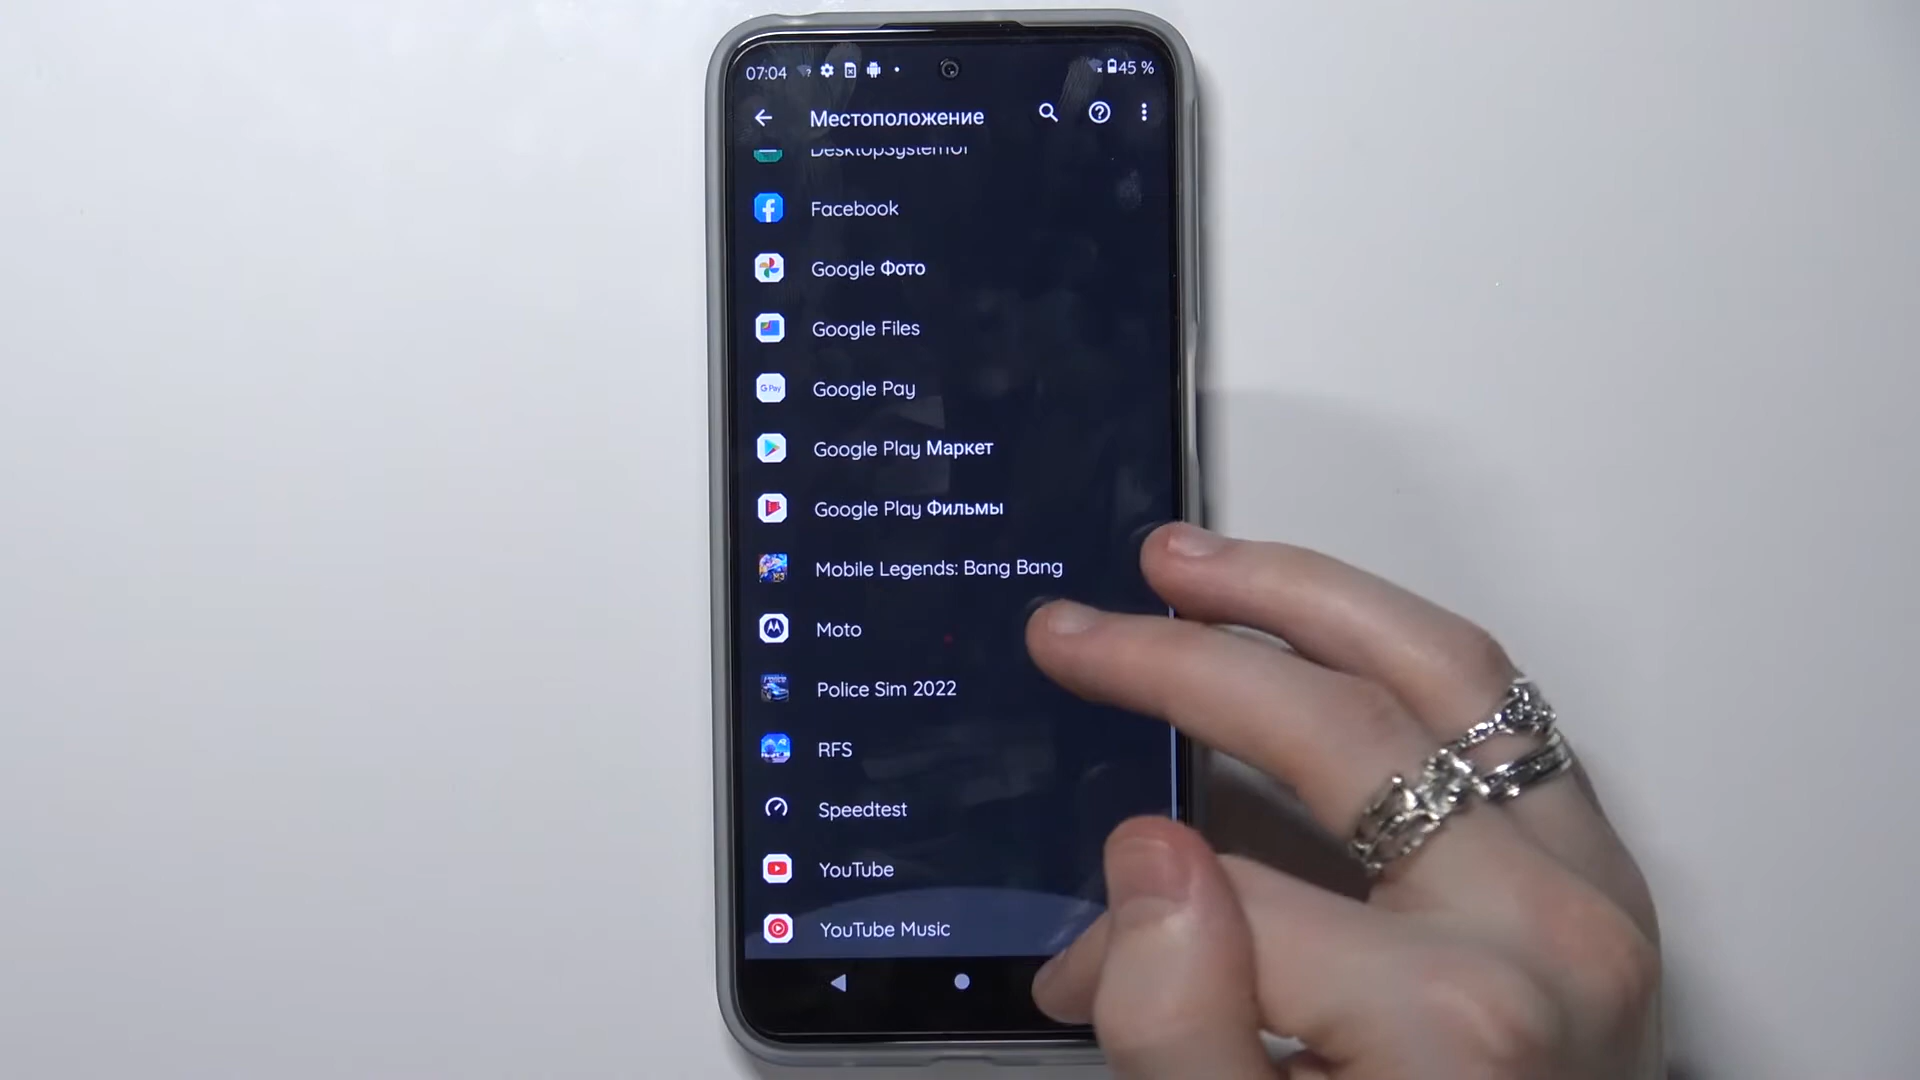 07:04
45 %
Местоположение
DesktopSystemUI
Facebook
Google Фото
Google Files
G Pay
Google Pay
Google Play Маркет
Google Play Фильмы
Mobile Legends: Bang Bang
Moto
Police Sim 2022
RFS
Speedtest
YouTube
YouTube Music